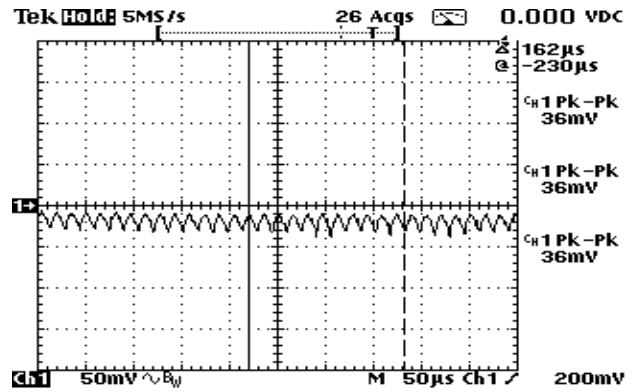 Tek Hold: 5MS/s 26 Acqs 0.000 VDC
T
Δ: 162µs
@: -230µs
CH1 Pk-Pk
36mV
CH1 Pk-Pk
36mV
CH1 Pk-Pk
36mV
1→
Ch1 50mV ∿ BW M 50µs Ch1 ƒ 200mV